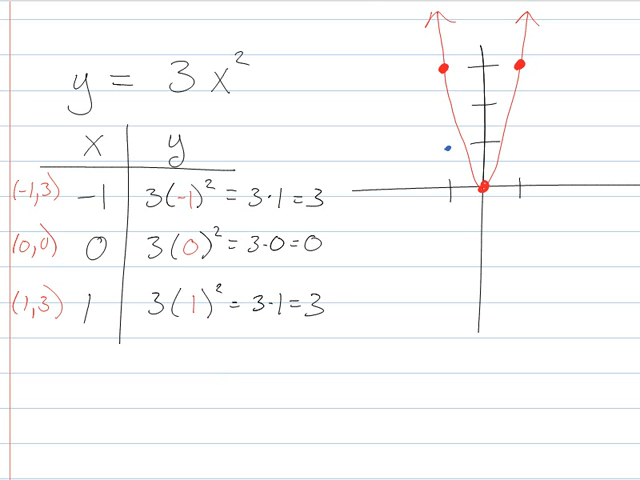 y = 3x²
x y
(-1,3) -1 3(-1)² = 3·1 = 3
(0,0) 0 3(0)² = 3·0 = 0
(1,3) 1 3(1)² = 3·1 = 3